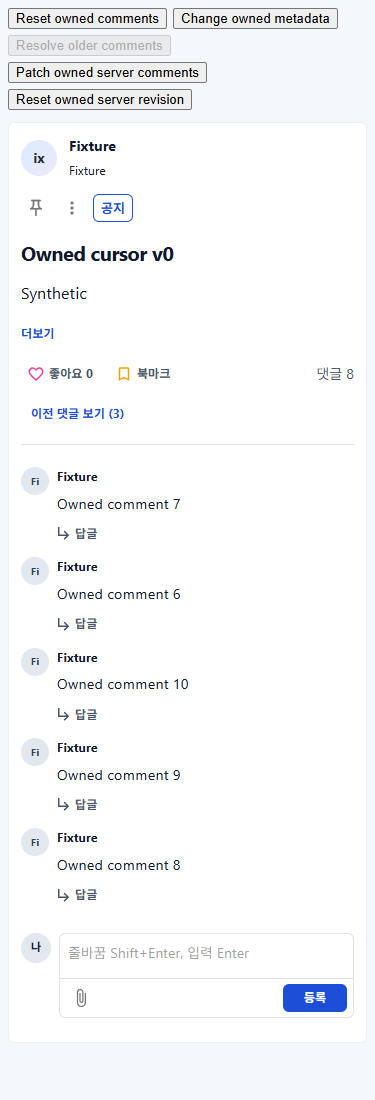 Reset owned comments
Change owned metadata
Resolve older comments
Patch owned server comments
Reset owned server revision
ix
Fixture
Fixture
공지
Owned cursor v0
Synthetic
더보기
좋아요 0
북마크
댓글 8
이전 댓글 보기 (3)
Fi
Fixture
Owned comment 7
답글
Fi
Fixture
Owned comment 6
답글
Fi
Fixture
Owned comment 10
답글
Fi
Fixture
Owned comment 9
답글
Fi
Fixture
Owned comment 8
답글
나
줄바꿈 Shift+Enter, 입력 Enter
등록